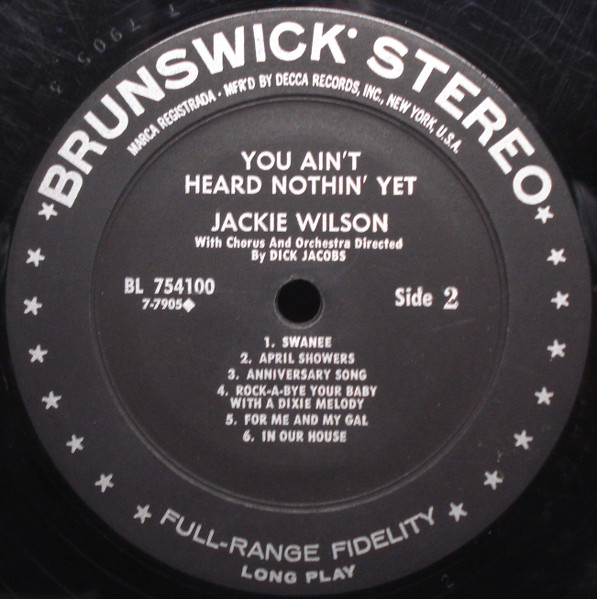 BRUNSWICK STEREO
MARCA REGISTRADA - MFR'D BY DECCA RECORDS, INC., NEW YORK, U.S.A.
YOU AIN'T
HEARD NOTHIN' YET
JACKIE WILSON
With Chorus And Orchestra Directed
By DICK JACOBS
BL 754100
7-7905◆
Side 2
1. SWANEE
2. APRIL SHOWERS
3. ANNIVERSARY SONG
4. ROCK-A-BYE YOUR BABY
WITH A DIXIE MELODY
5. FOR ME AND MY GAL
6. IN OUR HOUSE
FULL-RANGE FIDELITY
LONG PLAY